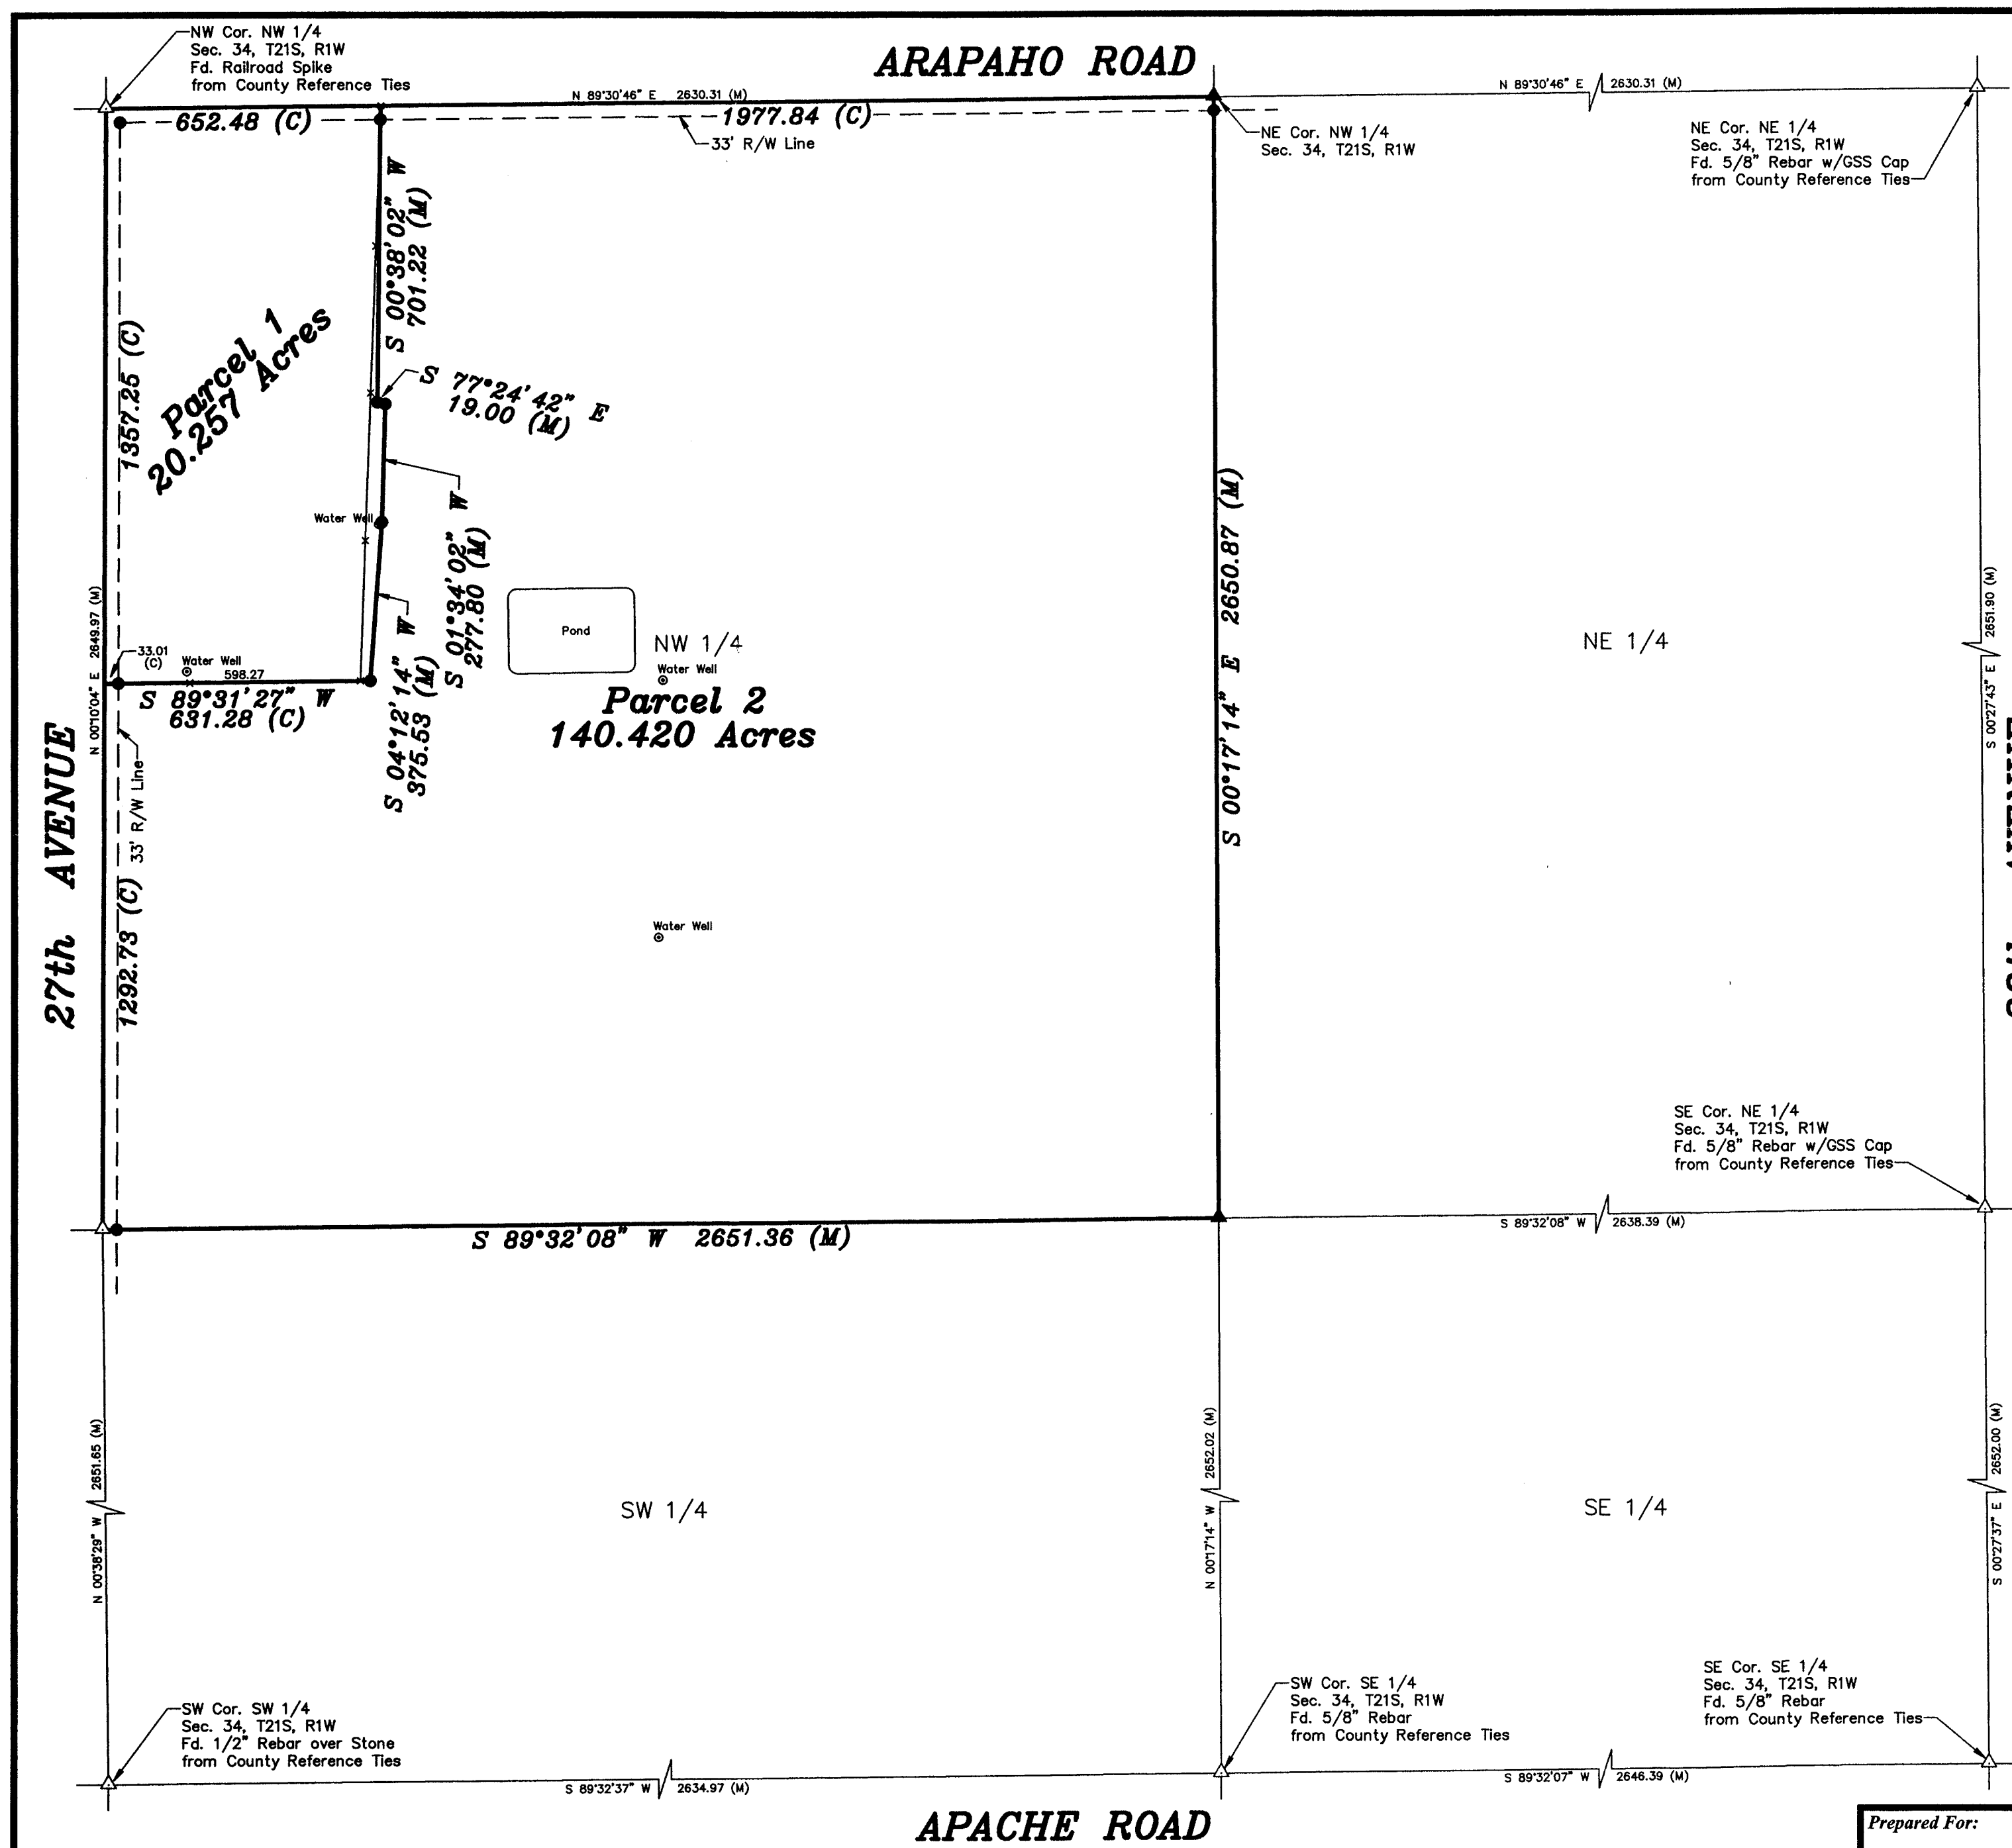 NW Cor. NW 1/4
Sec. 34, T21S, R1W
Fd. Railroad Spike
from County Reference Ties
ARAPAHO ROAD
N 89°30'46" E 2630.31 (M)
N 89°30'46" E 2630.31 (M)
652.48 (C)
1977.84 (C)
33' R/W Line
NE Cor. NW 1/4
Sec. 34, T21S, R1W
NE Cor. NE 1/4
Sec. 34, T21S, R1W
Fd. 5/8" Rebar w/GSS Cap
from County Reference Ties
S 00°38'02" W
701.22 (M)
1357.25 (C)
Parcel 1
20.257 Acres
S 77°24'42" E
19.00 (M)
Water Well
S 01°34'02" W
277.80 (M)
S 04°12'14" W
375.53 (M)
Pond
NW 1/4
Water Well
Parcel 2
140.420 Acres
S 00°17'14" E 2650.87 (M)
NE 1/4
S 00°27'43" E 2651.90 (M)
N 00°10'04" E 2649.97 (M)
33.01
(C)
Water Well
598.27
S 89°31'27" W
631.28 (C)
33' R/W Line
27th AVENUE
1292.73 (C)
Water Well
SE Cor. NE 1/4
Sec. 34, T21S, R1W
Fd. 5/8" Rebar w/GSS Cap
from County Reference Ties
S 89°32'08" W 2651.36 (M)
S 89°32'08" W 2638.39 (M)
N 00°38'29" W 2651.65 (M)
SW 1/4
N 00°17'14" W 2652.02 (M)
SE 1/4
S 00°27'37" E 2652.00 (M)
SW Cor. SW 1/4
Sec. 34, T21S, R1W
Fd. 1/2" Rebar over Stone
from County Reference Ties
SW Cor. SE 1/4
Sec. 34, T21S, R1W
Fd. 5/8" Rebar
from County Reference Ties
SE Cor. SE 1/4
Sec. 34, T21S, R1W
Fd. 5/8" Rebar
from County Reference Ties
S 89°32'37" W 2634.97 (M)
S 89°32'07" W 2646.39 (M)
APACHE ROAD
Prepared For: